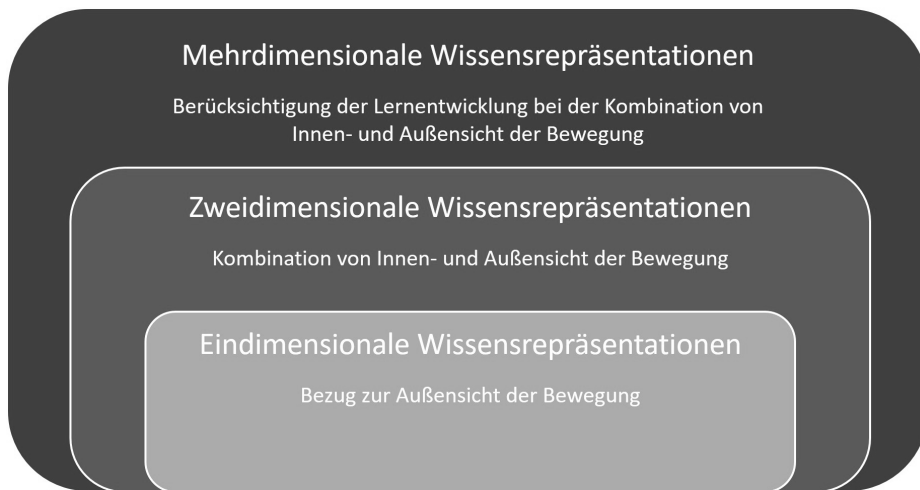 Mehrdimensionale Wissensrepräsentationen
Berücksichtigung der Lernentwicklung bei der Kombination von
Innen- und Außensicht der Bewegung
Zweidimensionale Wissensrepräsentationen
Kombination von Innen- und Außensicht der Bewegung
Eindimensionale Wissensrepräsentationen
Bezug zur Außensicht der Bewegung